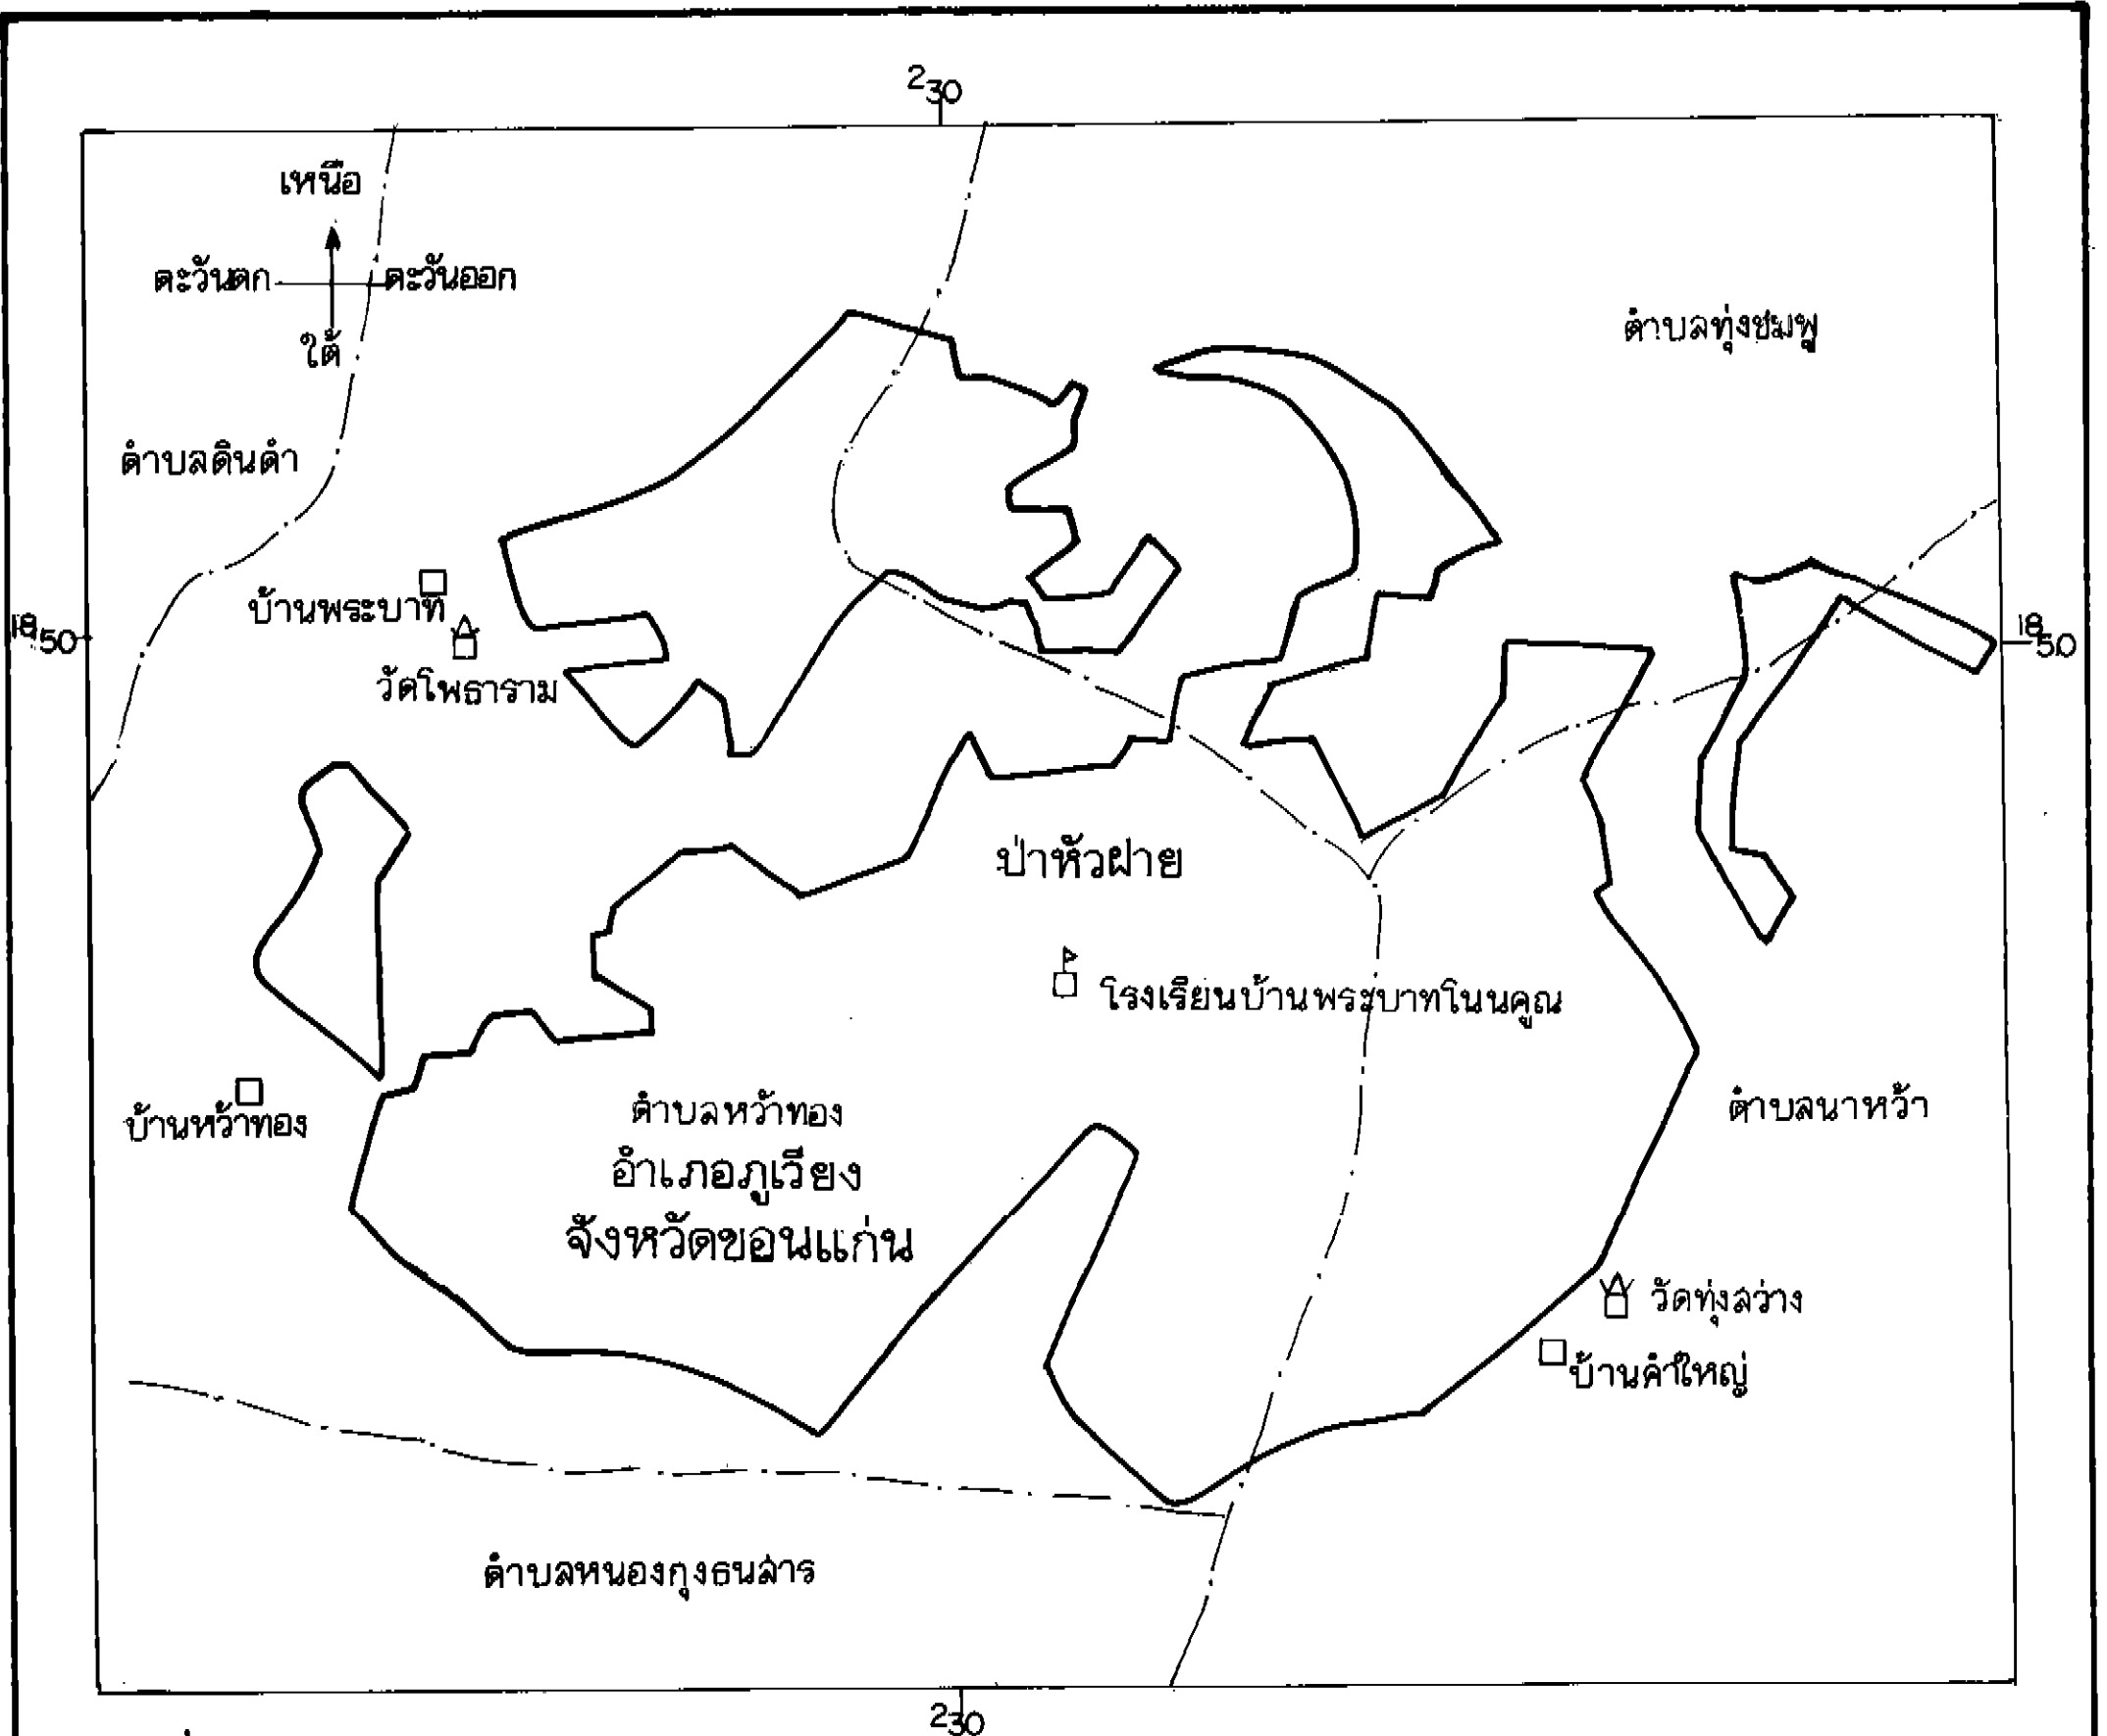 230
เหนือ
ตะวันตก ตะวันออก
ใต้
ตำบลทุ่งชมพู
ตำบลดินดำ
บ้านพระบาท
1850 1850
วัดโพธาราม
ป่าหัวฝาย
โรงเรียนบ้านพระบาทโนนคูณ
บ้านหว้าทอง
ตำบลหว้าทอง
ตำบลนาหว้า
อำเภอภูเวียง
จังหวัดขอนแก่น
วัดทุ่งสว่าง
บ้านคำใหญ่
ตำบลหนองกุงธนสาร
230